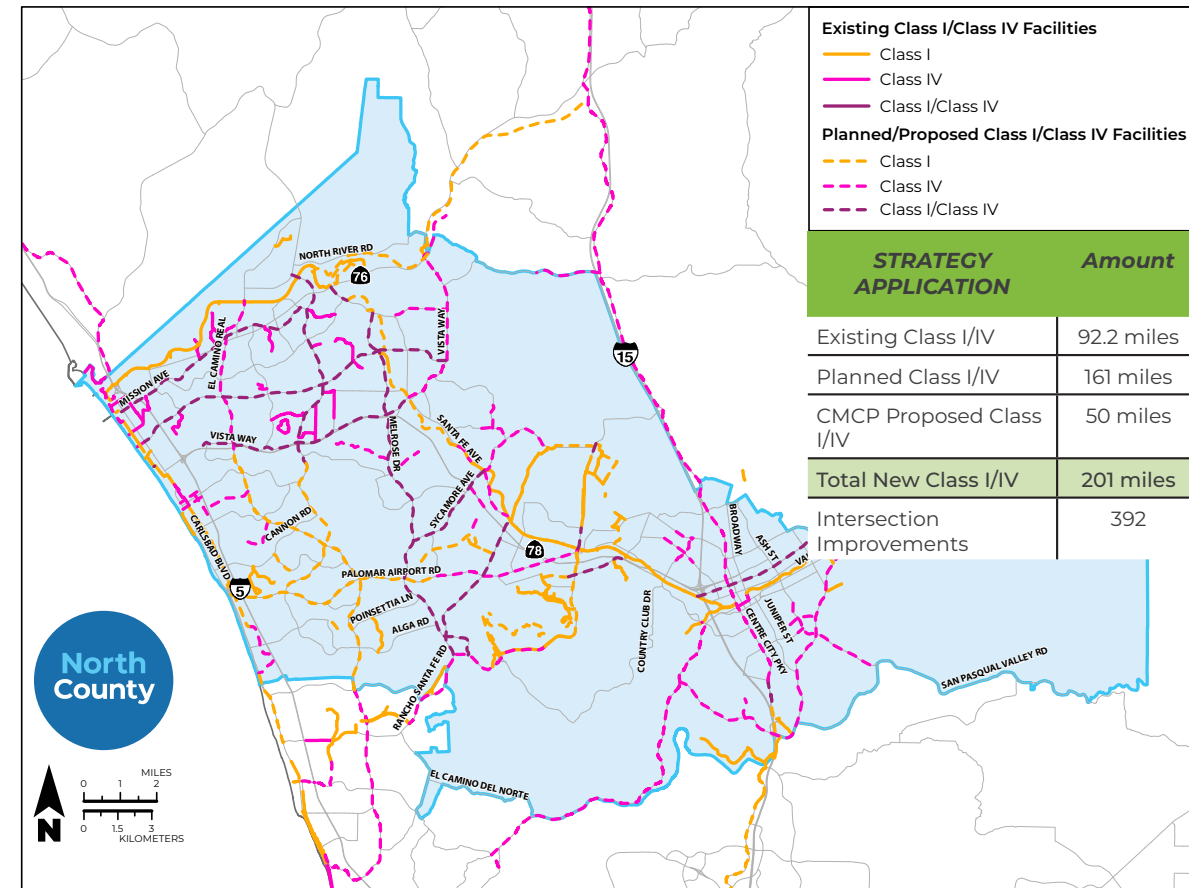 Existing Class I/Class IV Facilities
Class I
Class IV
Class I/Class IV
Planned/Proposed Class I/Class IV Facilities
Class I
Class IV
Class I/Class IV
STRATEGY
APPLICATION
Amount
Existing Class I/IV
92.2 miles
Planned Class I/IV
161 miles
CMCP Proposed Class
I/IV
50 miles
Total New Class I/IV
201 miles
Intersection
Improvements
392
NORTH RIVER RD
76
EL CAMINO REAL
VISTA WAY
15
MISSION AVE
VISTA WAY
MELROSE DR
SANTA FE AVE
SYCAMORE AVE
CARLSBAD BLVD
CANNON RD
78
BROADWAY
ASH ST
VA
PALOMAR AIRPORT RD
5
POINSETTIA LN
ALGA RD
COUNTRY CLUB DR
CENTRE CITY PKY
JUNIPER ST
RANCHO SANTA FE RD
SAN PASQUAL VALLEY RD
EL CAMINO DEL NORTE
North
County
N
MILES
0 1 2
0 1.5 3
KILOMETERS